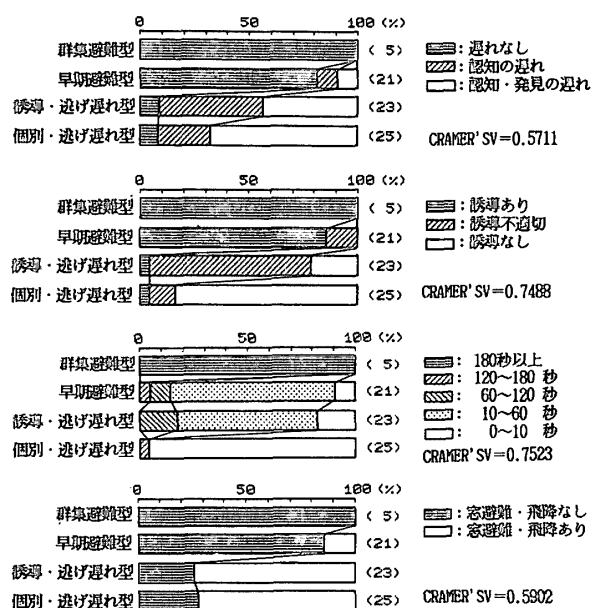 0 50 100 (%)
群集避難型 ( 5)
早期避難型 (21)
誘導・逃げ遅れ型 (23)
個別・逃げ遅れ型 (25)
：遅れなし
：認知の遅れ
：認知・発見の遅れ
CRAMER'SV=0.5711
0 50 100 (%)
群集避難型 ( 5)
早期避難型 (21)
誘導・逃げ遅れ型 (23)
個別・逃げ遅れ型 (25)
：誘導あり
：誘導不適切
：誘導なし
CRAMER'SV=0.7488
0 50 100 (%)
群集避難型 ( 5)
早期避難型 (21)
誘導・逃げ遅れ型 (23)
個別・逃げ遅れ型 (25)
： 180秒以上
： 120～180 秒
： 60～120 秒
： 10～60 秒
： 0～10 秒
CRAMER'SV=0.7523
0 50 100 (%)
群集避難型 ( 5)
早期避難型 (21)
誘導・逃げ遅れ型 (23)
個別・逃げ遅れ型 (25)
：窓避難・飛降なし
：窓避難・飛降あり
CRAMER'SV=0.5902